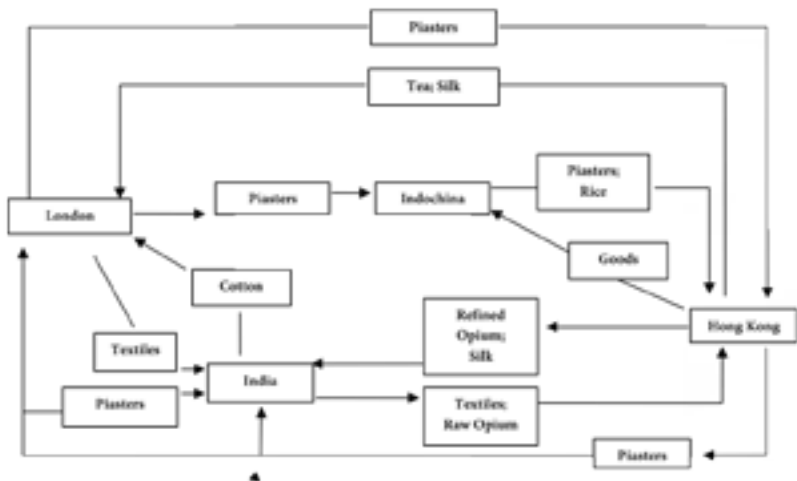 Piasters
Tea; Silk
Piasters;
Rice
Piasters
Indochina
London
Goods
Cotton
Refined
Opium;
Silk
Hong Kong
Textiles
India
Piasters
Textiles;
Raw Opium
Piasters